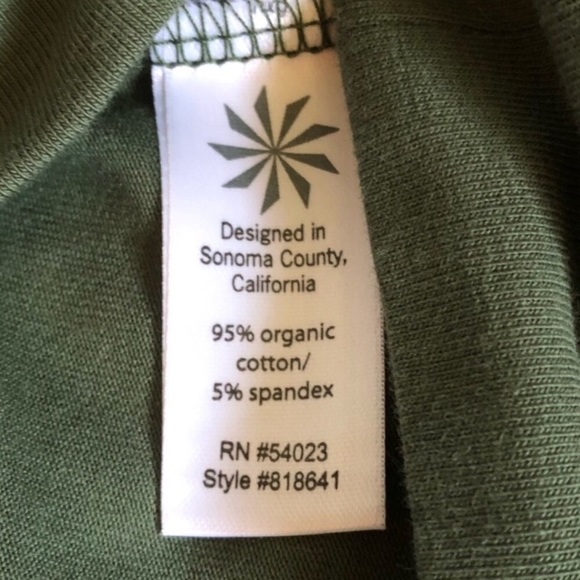 Designed in
Sonoma County,
California
95% organic
cotton/
5% spandex
RN #54023
Style #818641